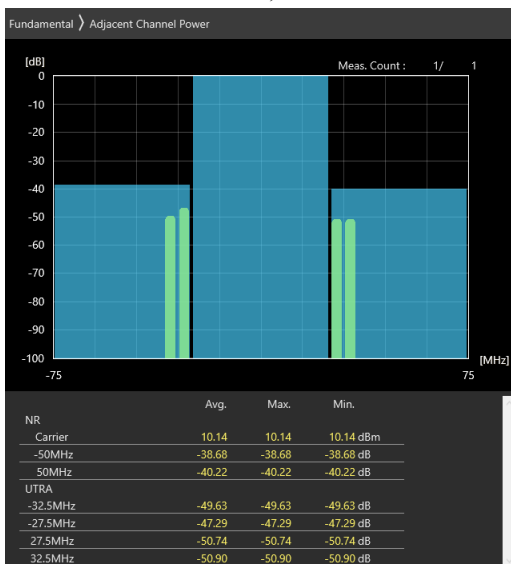 Fundamental 〉 Adjacent Channel Power
[dB] Meas. Count : 1/ 1
0
-10
-20
-30
-40
-50
-60
-70
-80
-90
-100
[MHz]
-75 75
Avg. Max. Min.
NR
Carrier 10.14 10.14 10.14 dBm
-50MHz -38.68 -38.68 -38.68 dB
50MHz -40.22 -40.22 -40.22 dB
UTRA
-32.5MHz -49.63 -49.63 -49.63 dB
-27.5MHz -47.29 -47.29 -47.29 dB
27.5MHz -50.74 -50.74 -50.74 dB
32.5MHz -50.90 -50.90 -50.90 dB